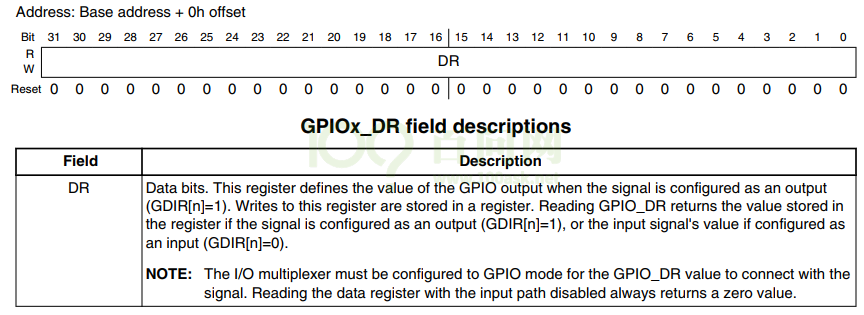 Address: Base address + 0h offset
Bit 31 30 29 28 27 26 25 24 23 22 21 20 19 18 17 16 15 14 13 12 11 10 9 8 7 6 5 4 3 2 1 0
R
DR
W
Reset 0 0 0 0 0 0 0 0 0 0 0 0 0 0 0 0 0 0 0 0 0 0 0 0 0 0 0 0 0 0 0 0
GPIOx_DR field descriptions
Field Description
DR Data bits. This register defines the value of the GPIO output when the signal is configured as an output
(GDIR[n]=1). Writes to this register are stored in a register. Reading GPIO_DR returns the value stored in
the register if the signal is configured as an output (GDIR[n]=1), or the input signal's value if configured as
an input (GDIR[n]=0).
NOTE: The I/O multiplexer must be configured to GPIO mode for the GPIO_DR value to connect with the
signal. Reading the data register with the input path disabled always returns a zero value.